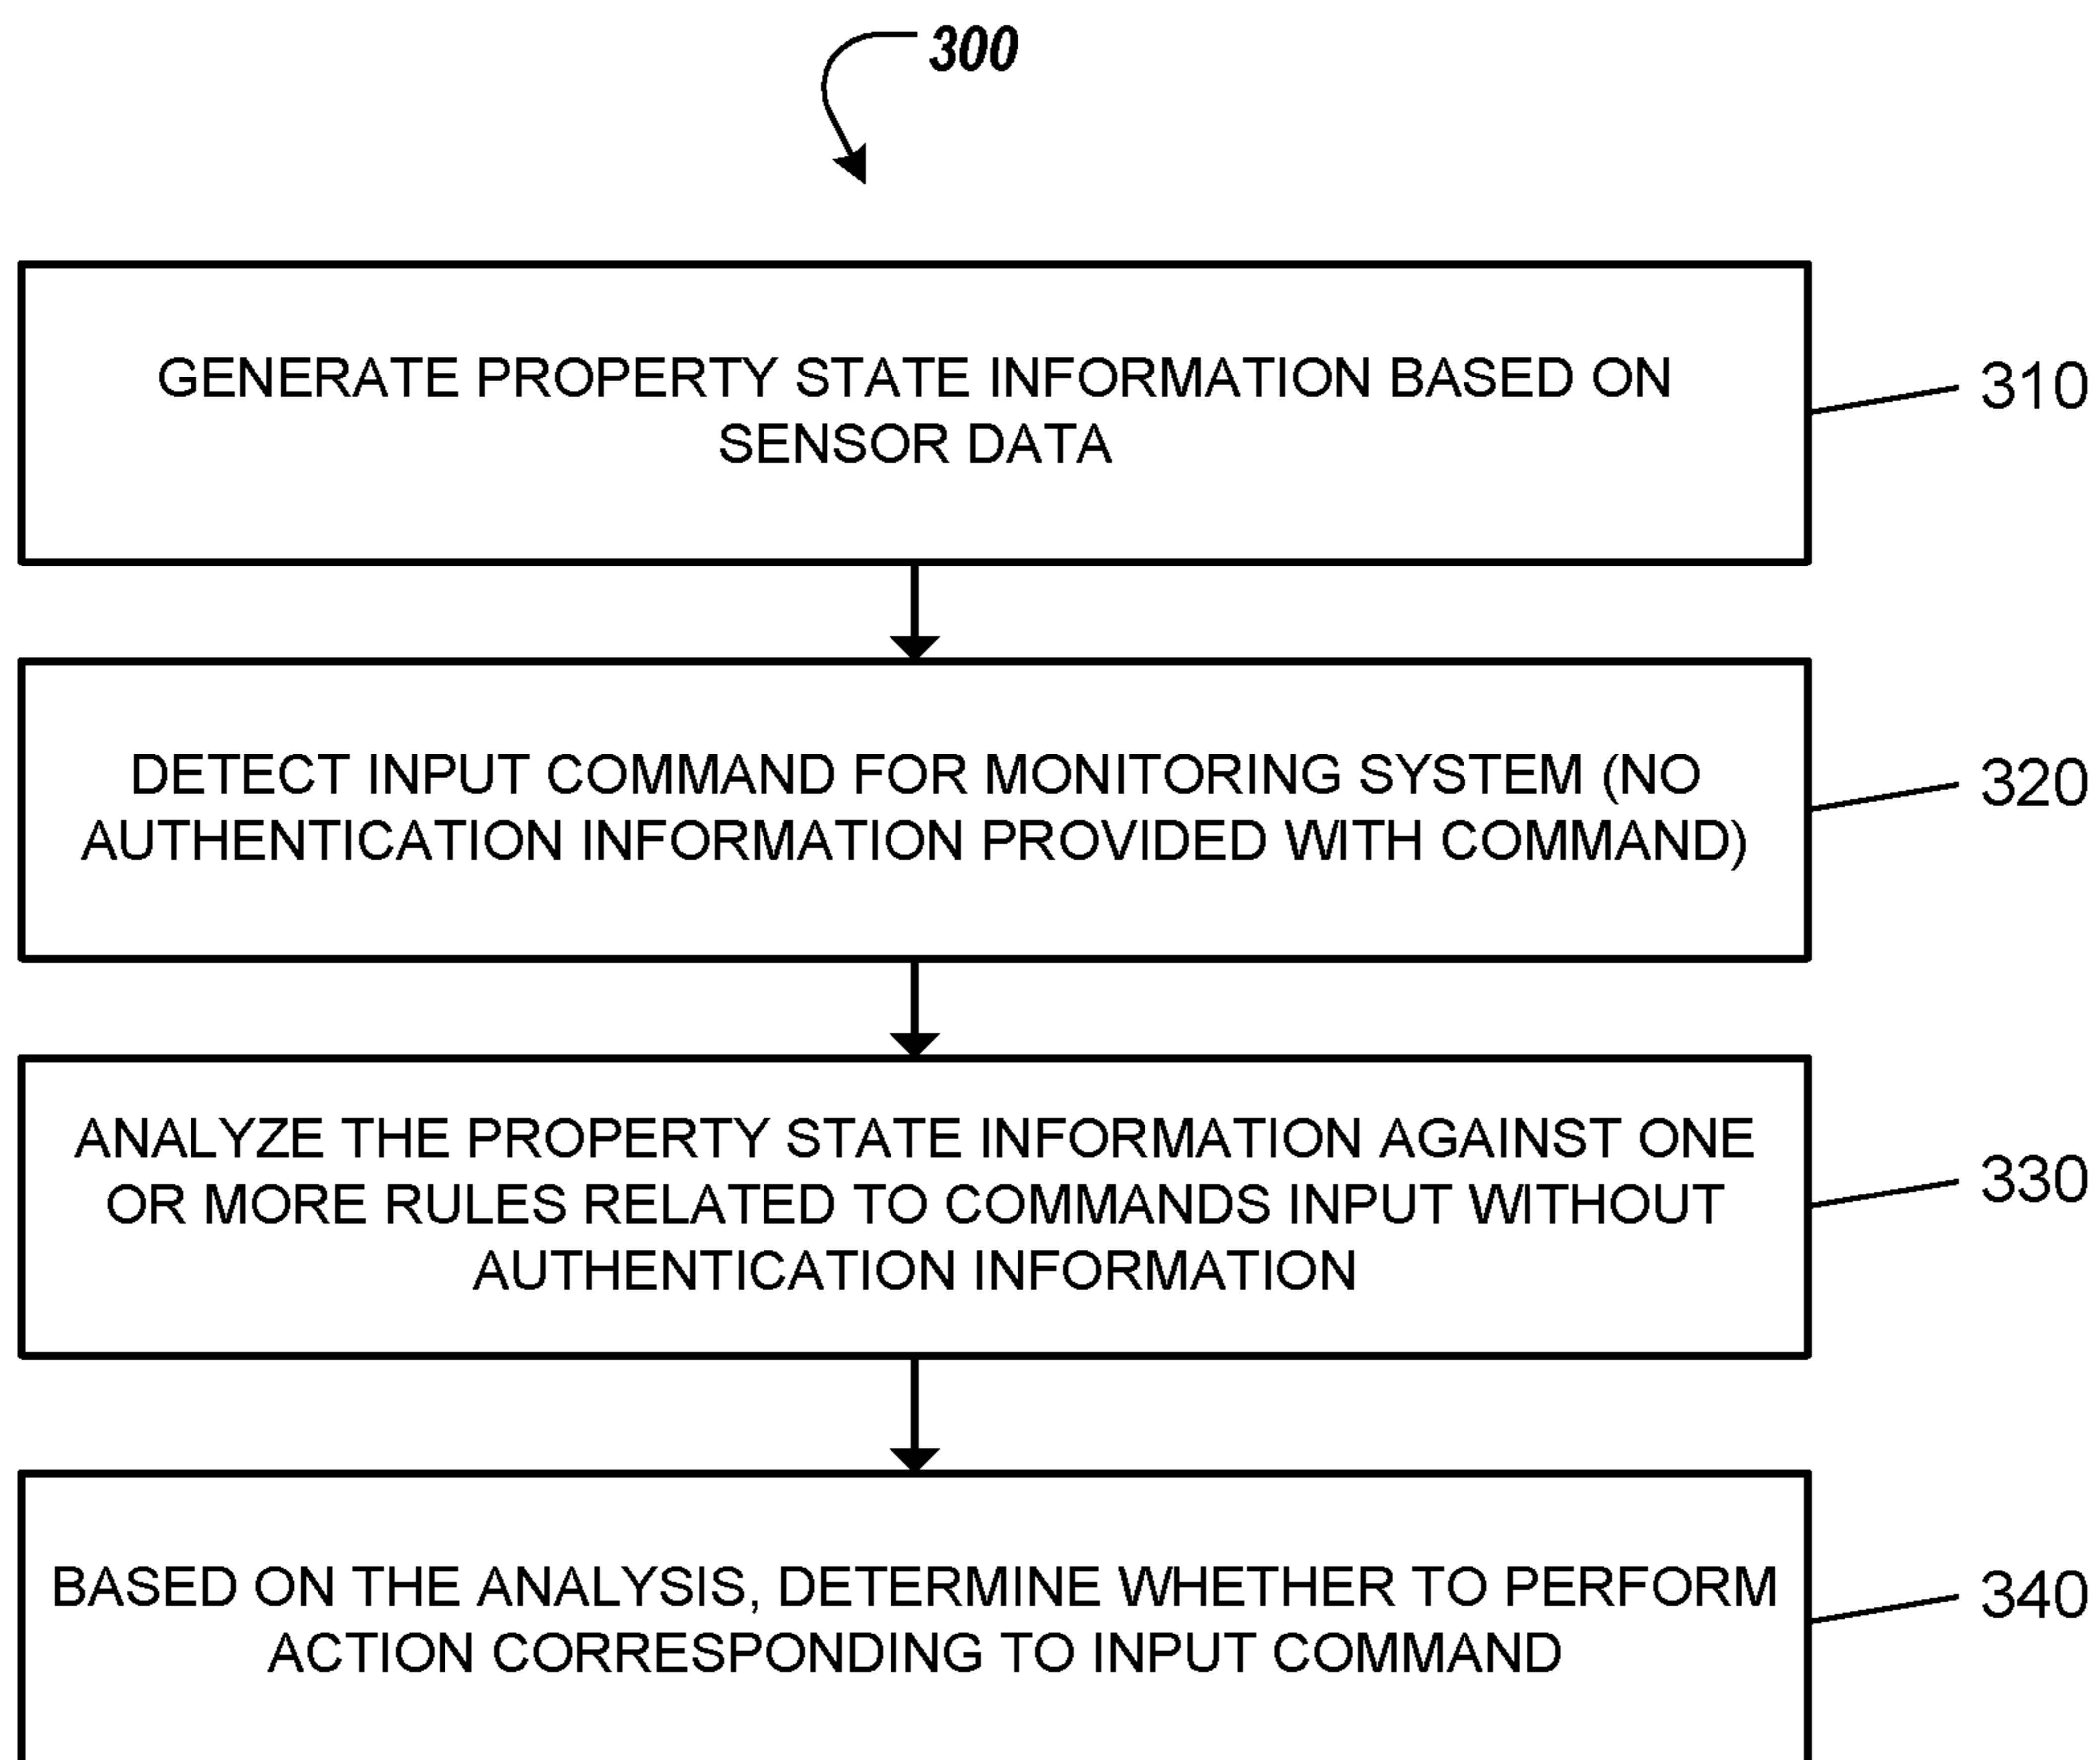 300
GENERATE PROPERTY STATE INFORMATION BASED ON
SENSOR DATA
310
DETECT INPUT COMMAND FOR MONITORING SYSTEM (NO
AUTHENTICATION INFORMATION PROVIDED WITH COMMAND)
320
ANALYZE THE PROPERTY STATE INFORMATION AGAINST ONE
OR MORE RULES RELATED TO COMMANDS INPUT WITHOUT
AUTHENTICATION INFORMATION
330
BASED ON THE ANALYSIS, DETERMINE WHETHER TO PERFORM
ACTION CORRESPONDING TO INPUT COMMAND
340